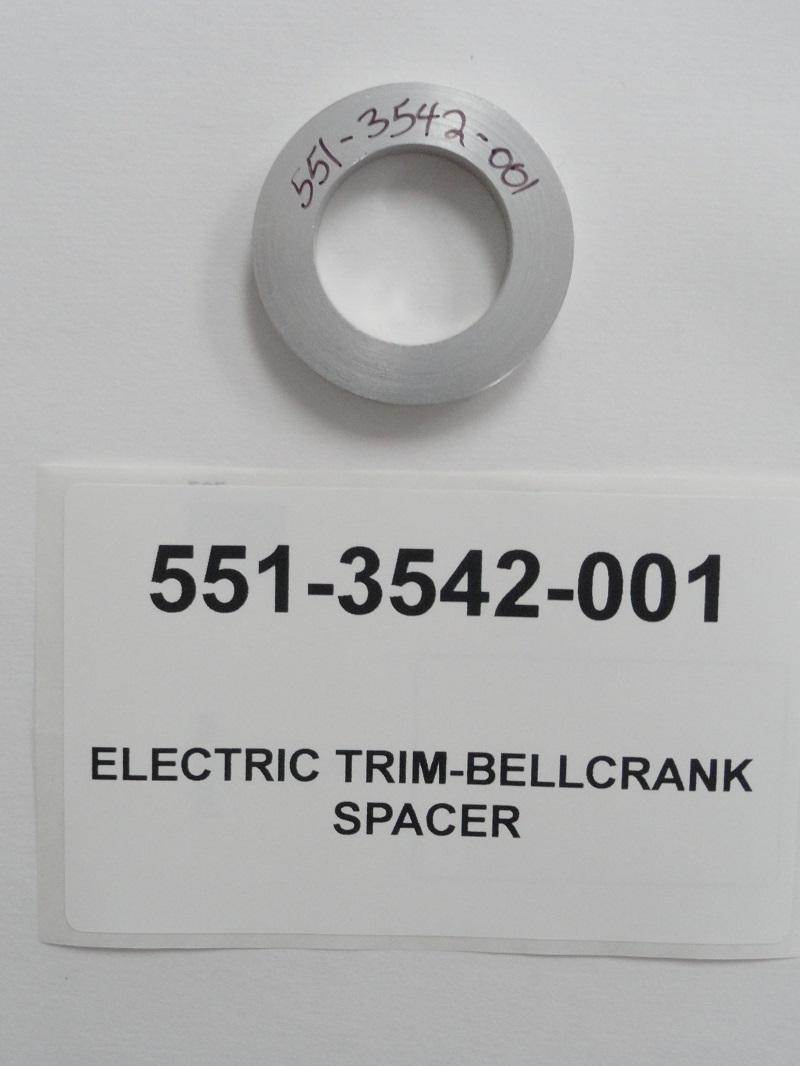 551-3542-001
551-3542-001
ELECTRIC TRIM-BELLCRANK
SPACER